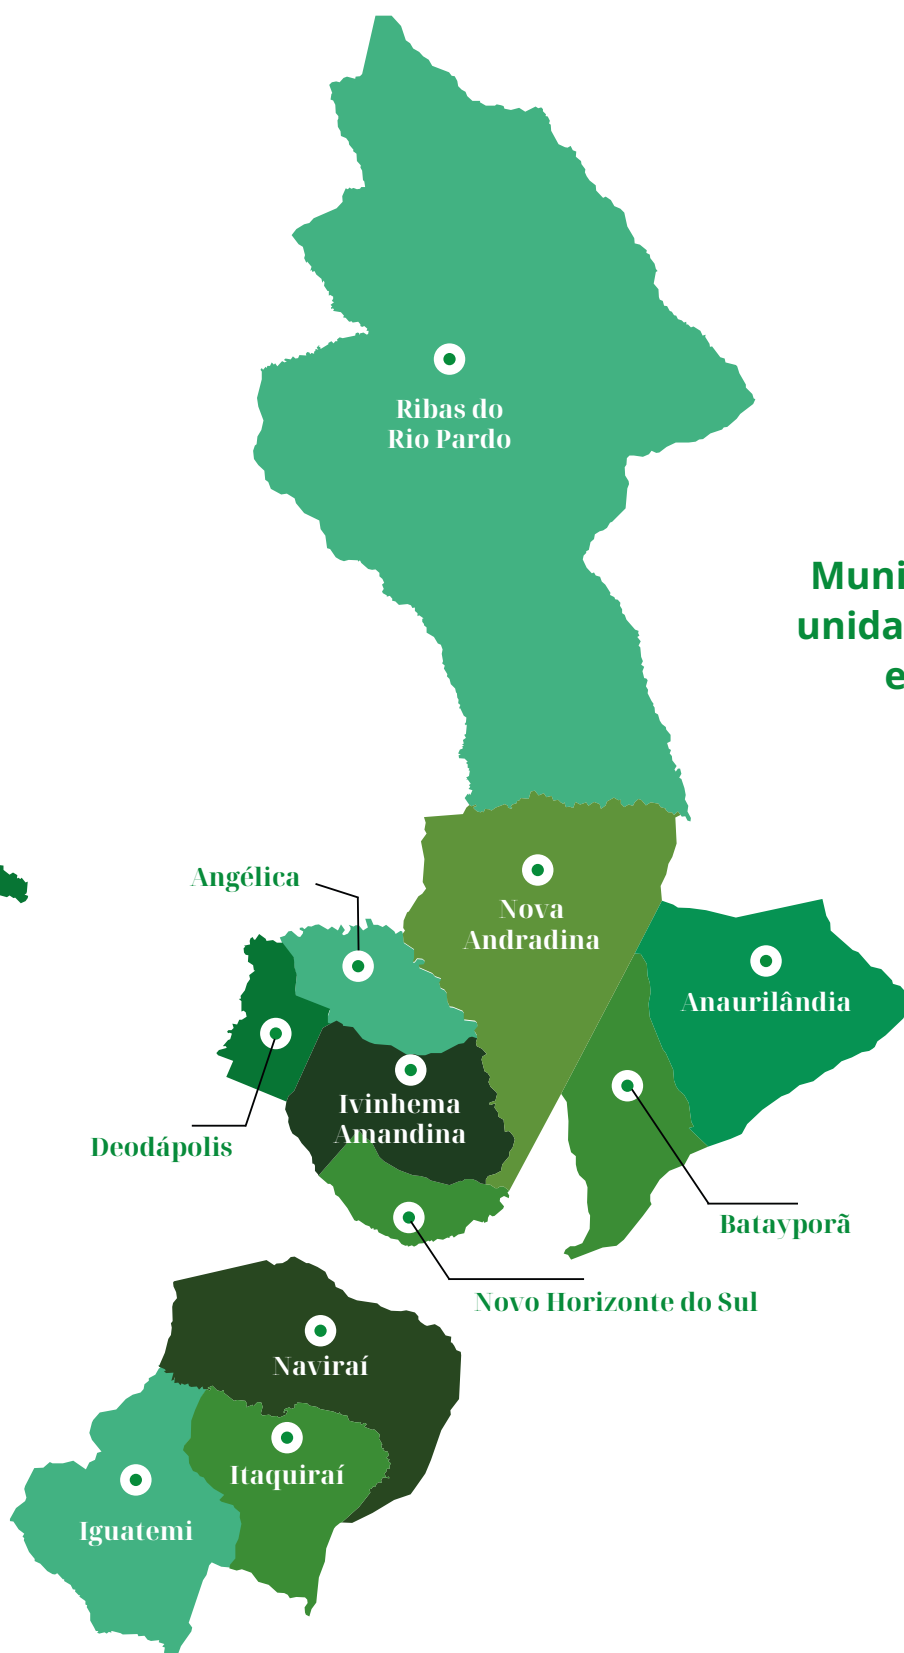 Ribas do
Rio Pardo
Muni
unida
e
Angélica
Nova
Andradina
Anaurilândia
Ivinhema
Amandina
Deodápolis
Batayporã
Novo Horizonte do Sul
Naviraí
Itaquiraí
Iguatemi